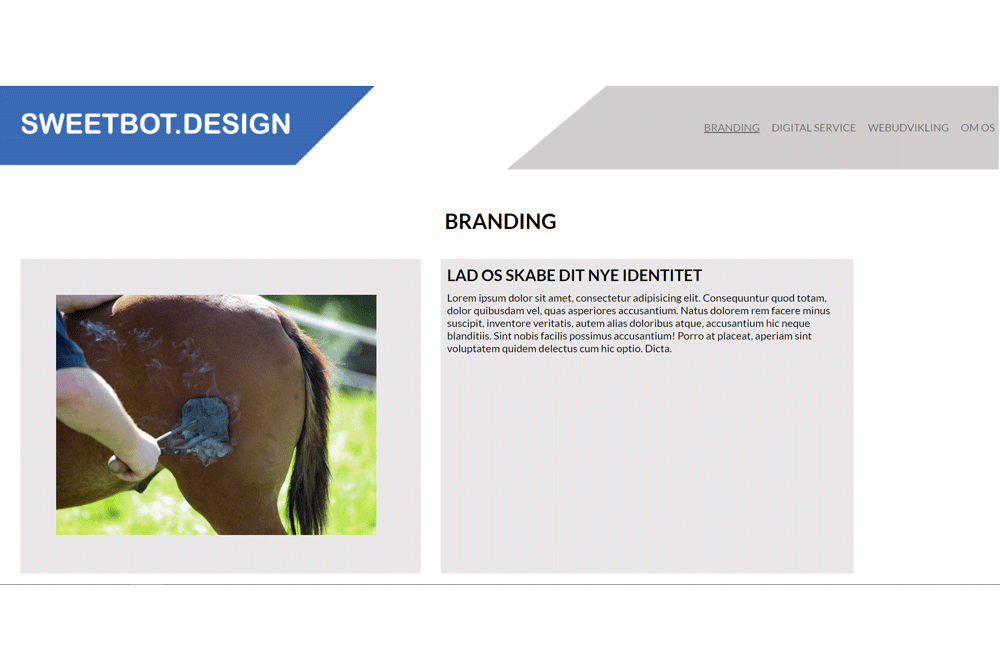 SWEETBOT.DESIGN
BRANDING DIGITAL SERVICE WEBUDVIKLING OM OS
BRANDING
LAD OS SKABE DIT NYE IDENTITET
Lorem ipsum dolor sit amet, consectetur adipisicing elit. Consequuntur quod totam,
dolor quibusdam vel, quas asperiores accusantium. Natus dolorem rem facere minus
suscipit, inventore veritatis, autem alias doloribus atque, accusantium hic neque
blanditiis. Sint nobis facilis possimus accusantium! Porro at placeat, aperiam sint
voluptatem quidem delectus cum hic optio. Dicta.